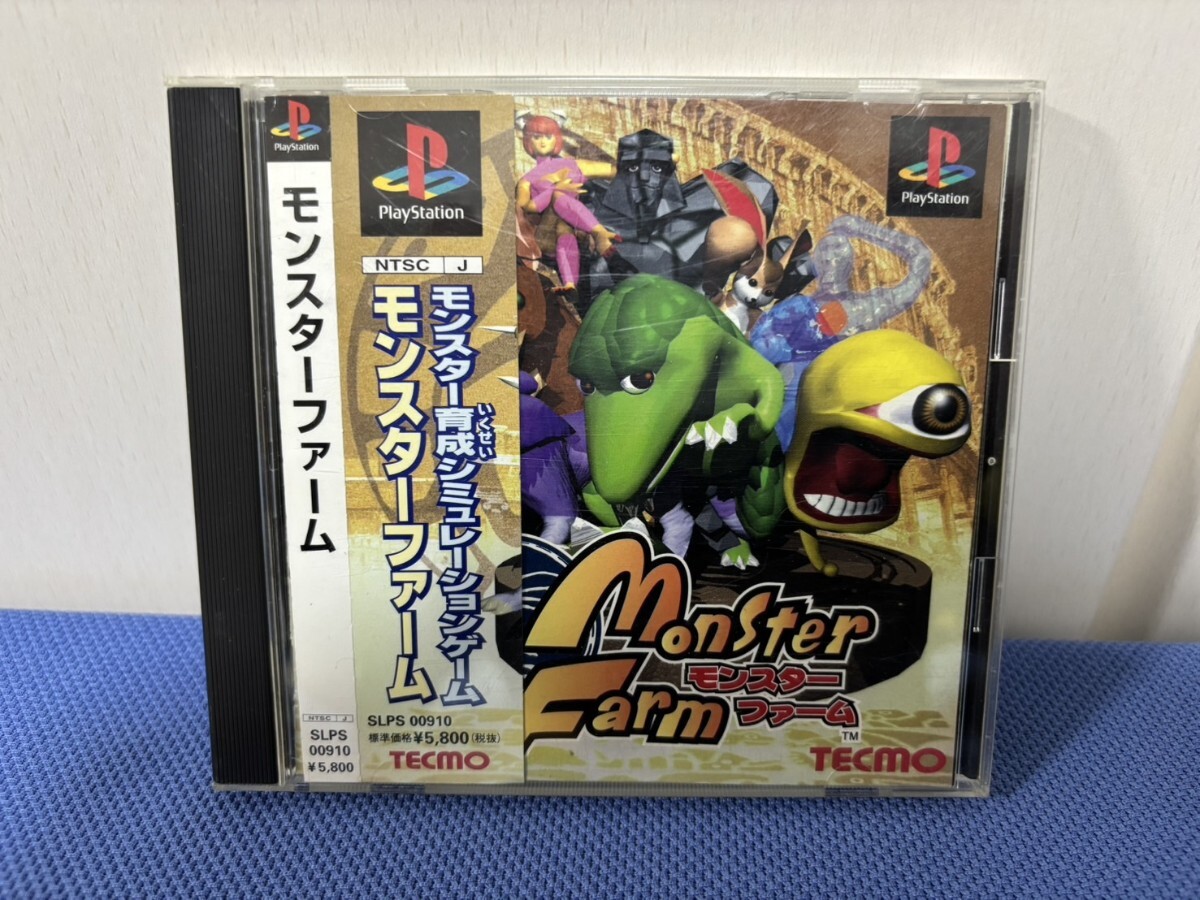 PlayStation
モンスターファーム
NTSC J
SLPS
00910
¥5,800
PlayStation
NTSC J
モンスター育成シミュレーションゲーム
いくせい
モンスターファーム
SLPS 00910
標準価格¥5,800(税抜)
TECMO
PlayStation
Monster
Farm
モンスター
ファーム
TM
TECMO